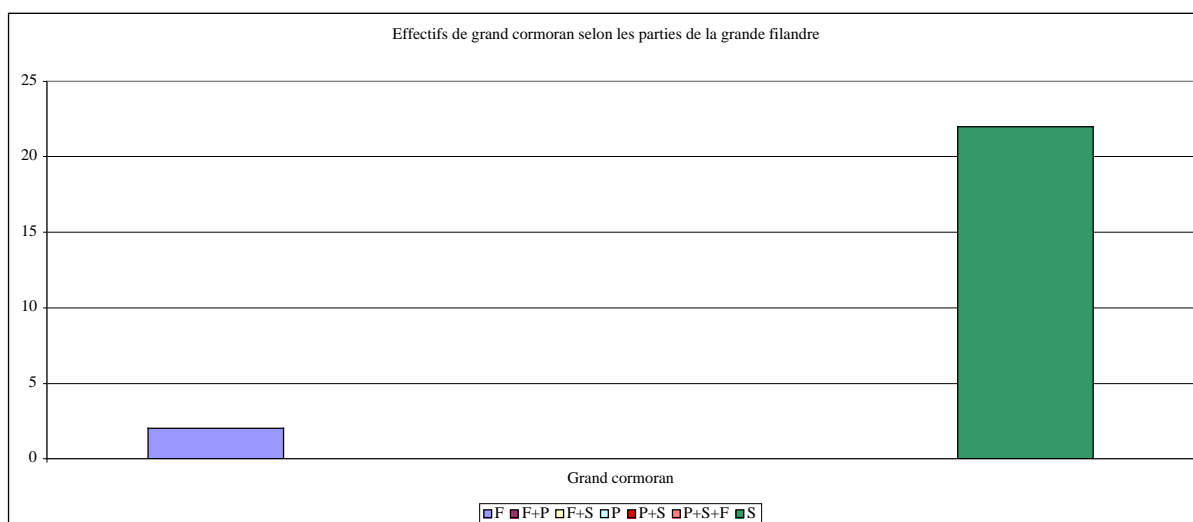 Effectifs de grand cormoran selon les parties de la grande filandre
25
20
15
10
5
0
Grand cormoran
F F+P F+S P P+S P+S+F S